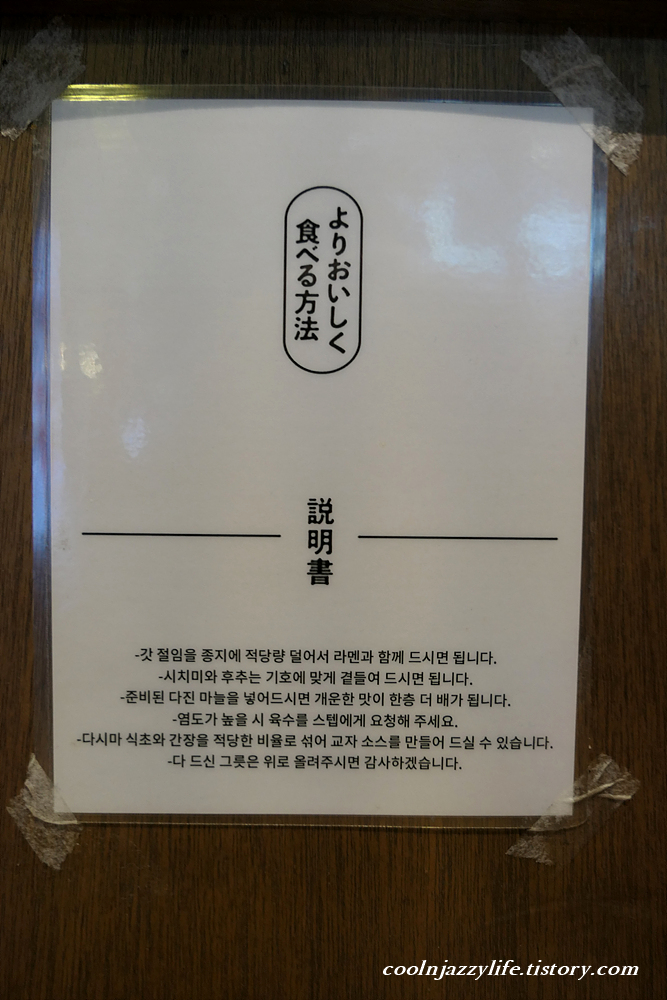 よりおいしく
食べる方法
説明書
-갓 절임을 종지에 적당량 덜어서 라멘과 함께 드시면 됩니다.
-시치미와 후추는 기호에 맞게 곁들여 드시면 됩니다.
-준비된 다진 마늘을 넣어드시면 개운한 맛이 한층 더 배가 됩니다.
-염도가 높을 시 육수를 스텝에게 요청해 주세요.
-다시마 식초와 간장을 적당한 비율로 섞어 교자 소스를 만들어 드실 수 있습니다.
-다 드신 그릇은 위로 올려주시면 감사하겠습니다.
coolnjazzylife.tistory.com